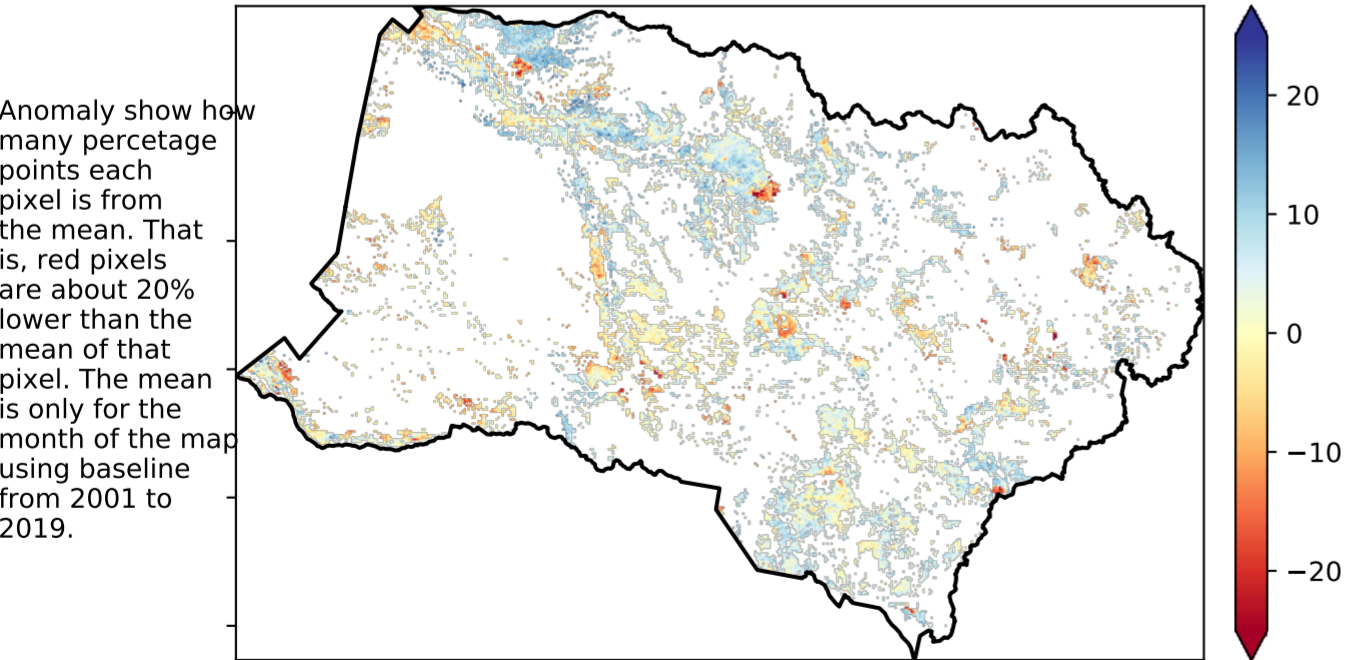 Anomaly show how
many percetage
points each
pixel is from
the mean. That
is, red pixels
are about 20%
lower than the
mean of that
pixel. The mean
is only for the
month of the map
using baseline
from 2001 to
2019.
20
10
0
−10
−20